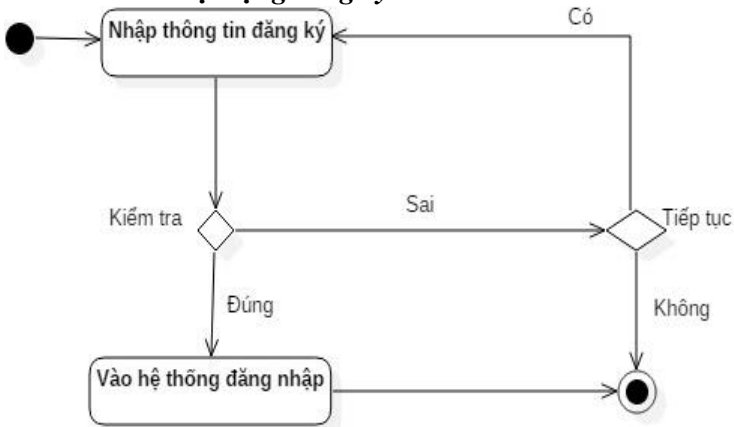 Nhập thông tin đăng ký
Có
Kiểm tra
Sai
Tiếp tục
Đúng
Không
Vào hệ thống đăng nhập